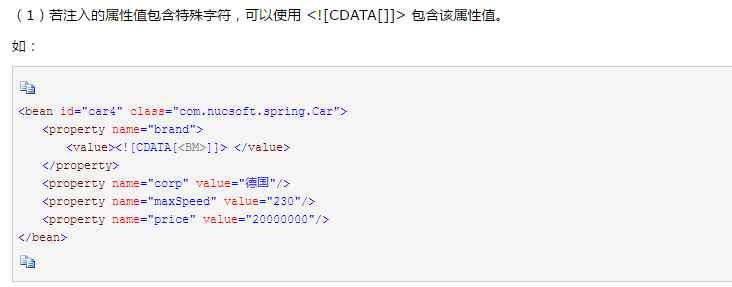 （1）若注入的属性值包含特殊字符，可以使用 <![CDATA[]]> 包含该属性值。
如：
<bean id="car4" class="com.nucsoft.spring.Car">
    <property name="brand">
        <value><![CDATA[<BM>]]> </value>
    </property>
    <property name="corp" value="德国"/>
    <property name="maxSpeed" value="230"/>
    <property name="price" value="20000000"/>
</bean>